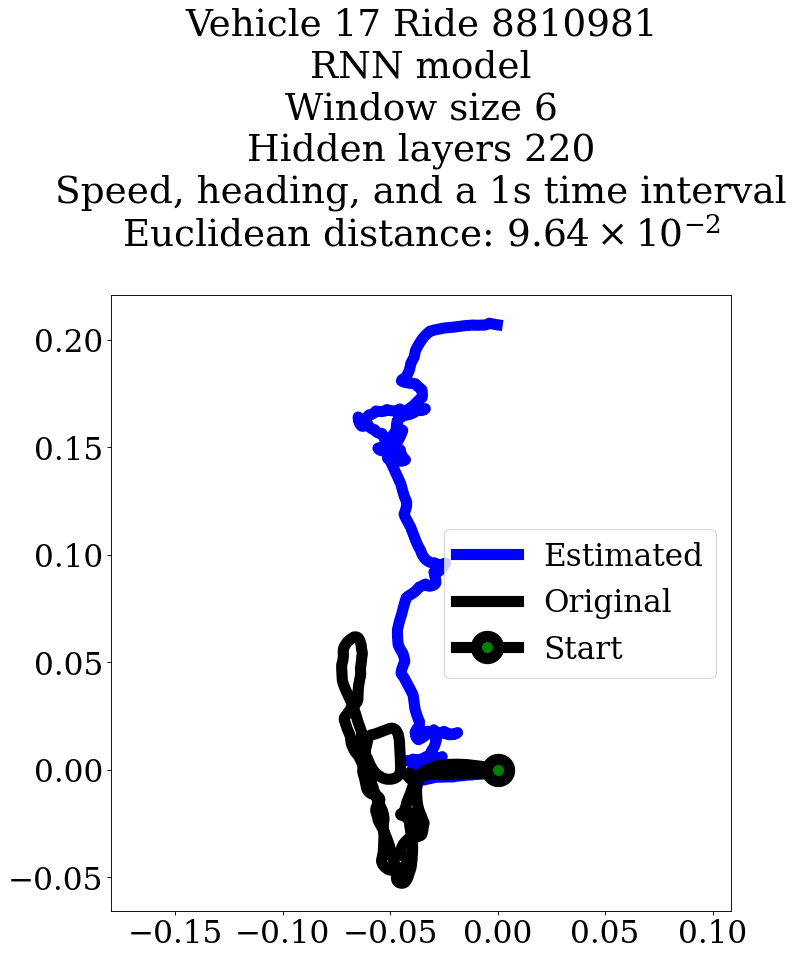 Vehicle 17 Ride 8810981
RNN model
Window size 6
Hidden layers 220
Speed, heading, and a 1s time interval
Euclidean distance: 9.64 × 10⁻²
0.20
0.15
0.10
0.05
0.00
−0.05
Estimated
Original
Start
−0.15 −0.10 −0.05 0.00 0.05 0.10